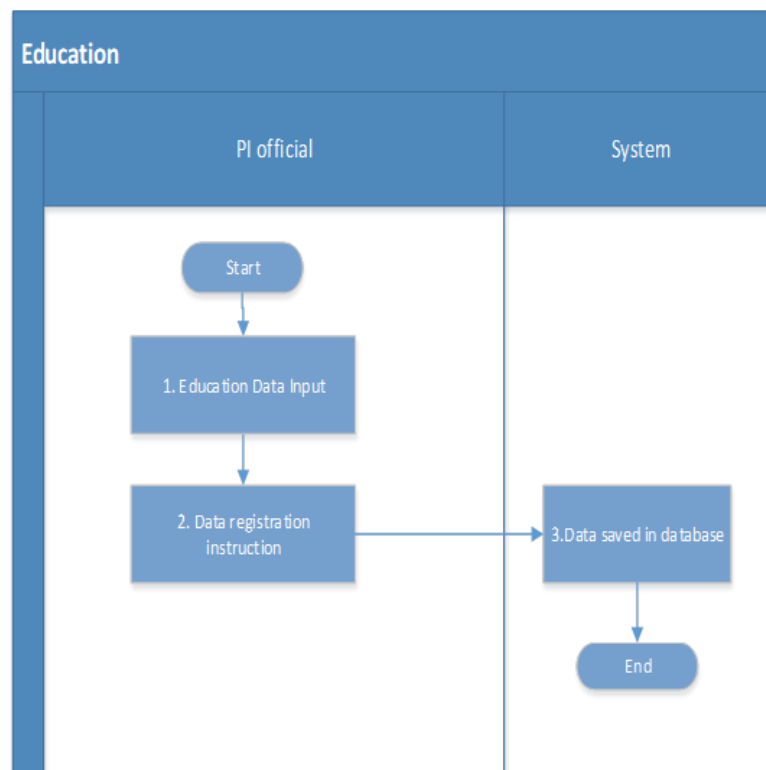 Education
PI official
System
Start
1. Education Data Input
2. Data registration
instruction
3.Data saved in database
End